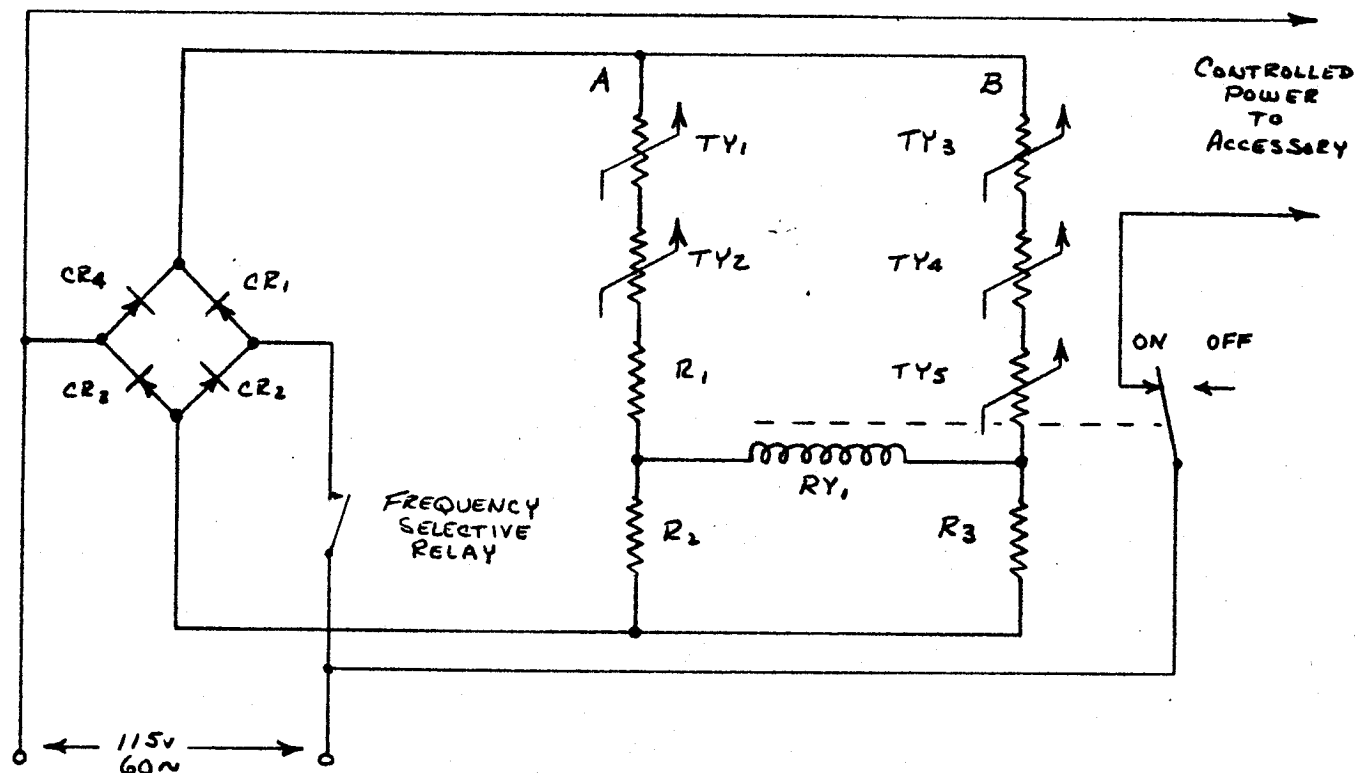 CONTROLLED
POWER
TO
ACCESSORY
A
B
TY1
TY3
TY2
TY4
CR4
CR1
ON OFF
R1
TY5
CR3
CR2
RY1
FREQUENCY
SELECTIVE
RELAY
R2
R3
115V
60~